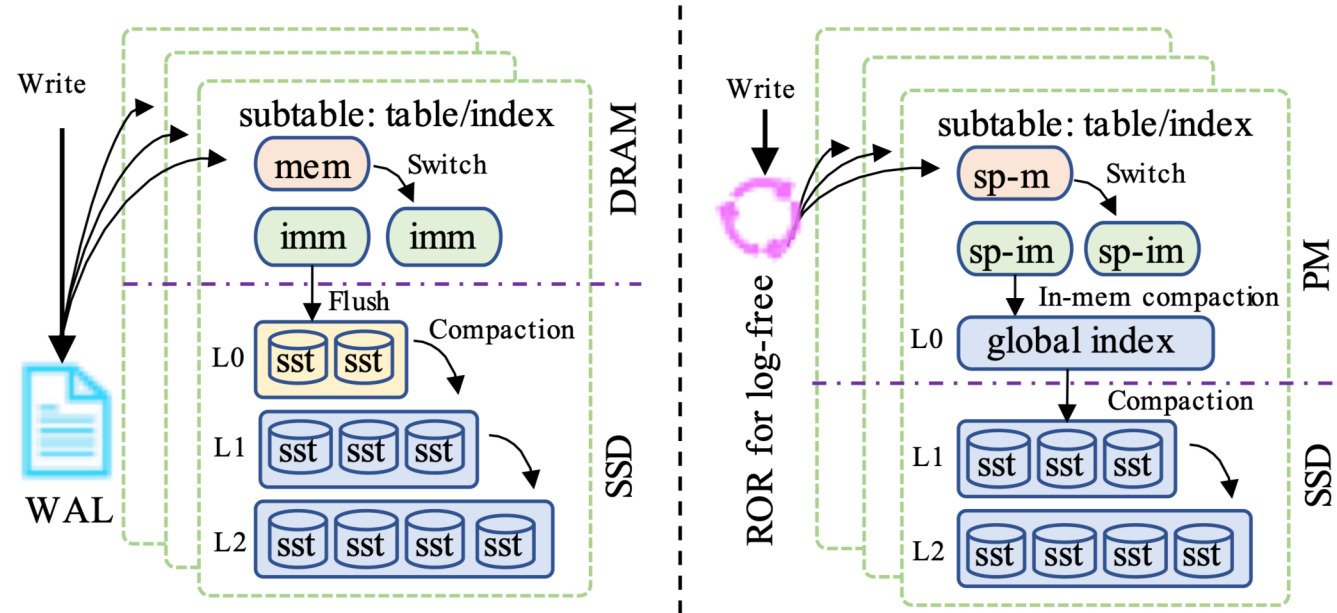 Write
subtable: table/index
mem
Switch
imm
imm
DRAM
Flush
Compaction
L0
sst
sst
L1
sst
sst
sst
L2
sst
sst
sst
sst
SSD
WAL
Write
subtable: table/index
sp-m
Switch
sp-im
sp-im
PM
In-mem compaction
L0
global index
Compaction
L1
sst
sst
sst
L2
sst
sst
sst
sst
SSD
ROR for log-free